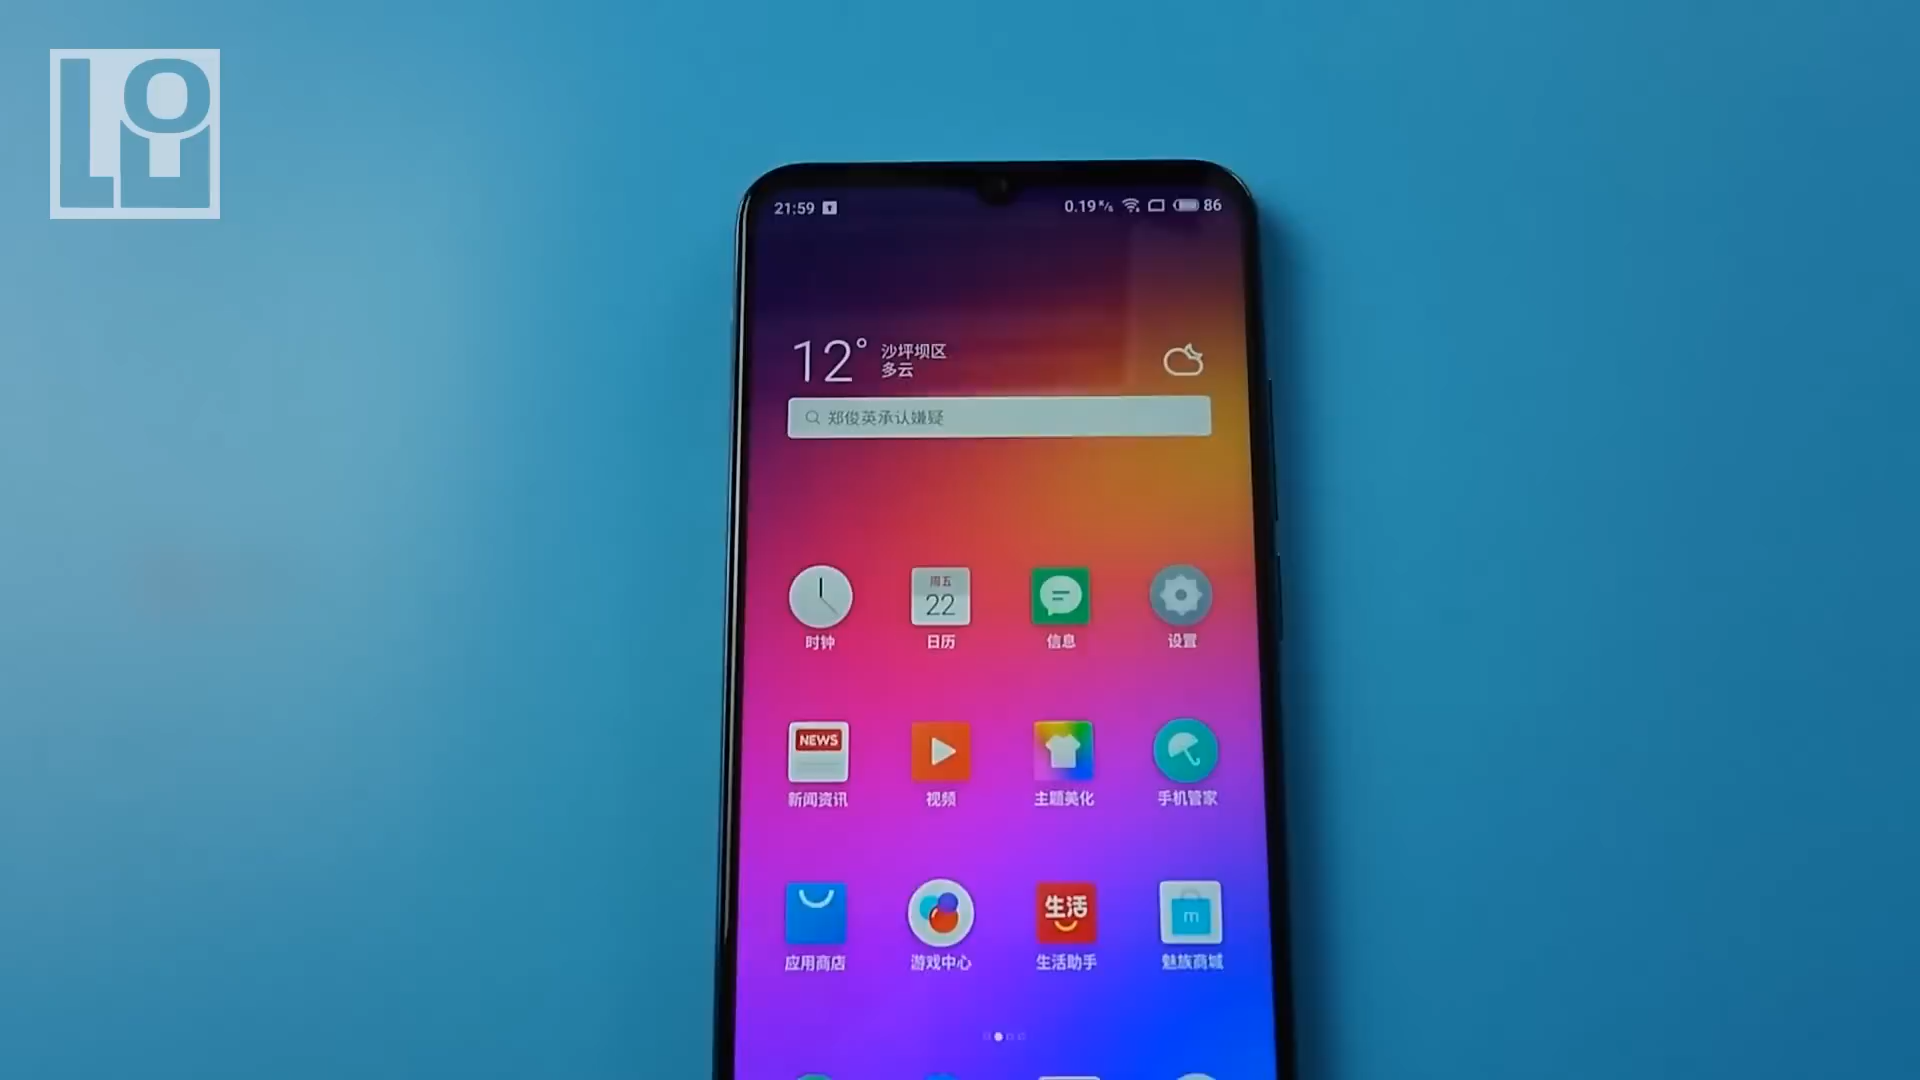 21:59
0.19 K/s 86
12°
沙坪坝区
多云
郑俊英承认嫌疑
周五
22
时钟 日历 信息 设置
NEWS
新闻资讯 视频 主题美化 手机管家
生活
m
应用商店 游戏中心 生活助手 魅族商城